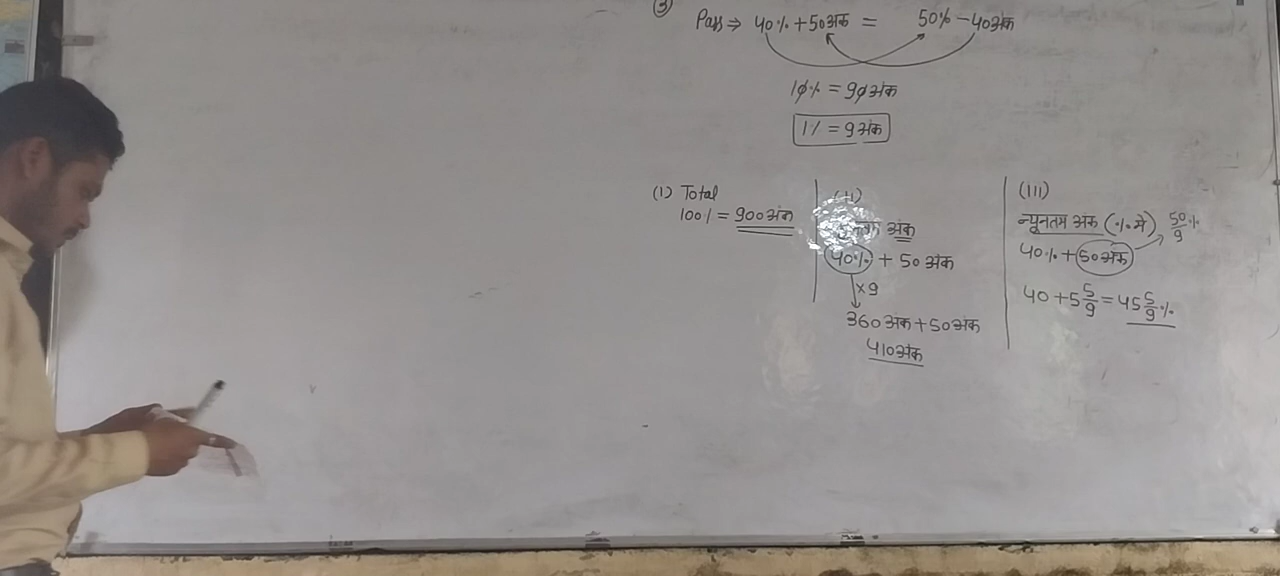 ③ Pass ⇒ 40% + 50अंक = 50% - 40अंक
10% = 90अंक
1% = 9अंक
(I) Total
100% = 900अंक
(II)
अंक
40% + 50 अंक
×9
360 अंक + 50अंक
410अंक
(III)
न्यूनतम अंक (% मे) 50/9 %
40% + 50अंक
40 + 5 5/9 = 45 5/9 %